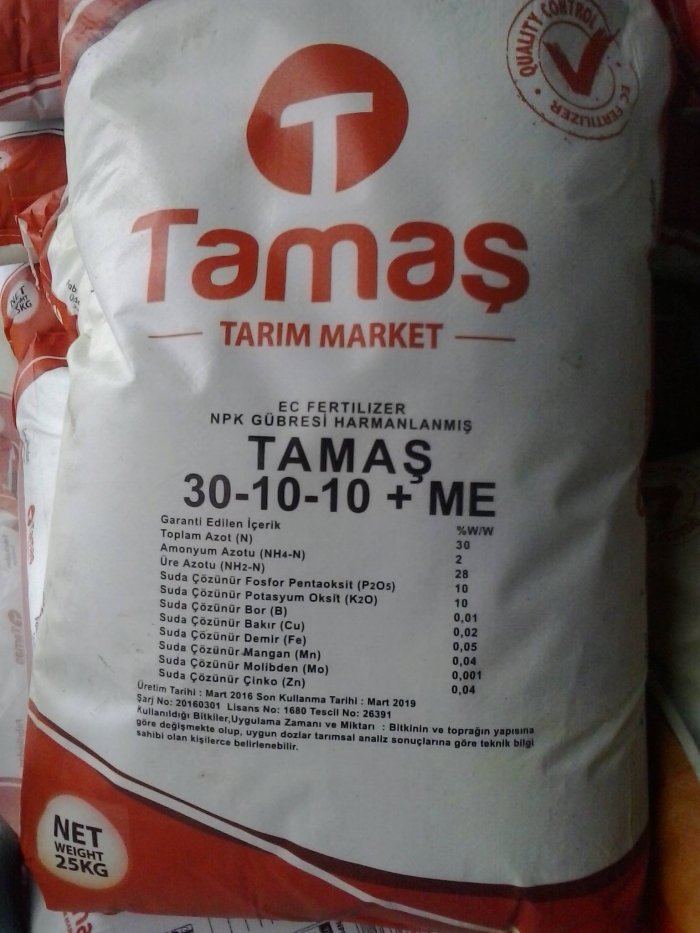 QUALITY CONTROL
EC FERTILIZER
T
Tamaş
TARIM MARKET
EC FERTILIZER
NPK GÜBRESİ HARMANLANMIŞ
TAMAŞ
30-10-10 + ME
Garanti Edilen İçerik %W/W
Toplam Azot (N) 30
Amonyum Azotu (NH4-N) 2
Üre Azotu (NH2-N) 28
Suda Çözünür Fosfor Pentaoksit (P2O5) 10
Suda Çözünür Potasyum Oksit (K2O) 10
Suda Çözünür Bor (B) 0,01
Suda Çözünür Bakır (Cu) 0,02
Suda Çözünür Demir (Fe) 0,05
Suda Çözünür Mangan (Mn) 0,04
Suda Çözünür Molibden (Mo) 0,001
Suda Çözünür Çinko (Zn) 0,04
Üretim Tarihi : Mart 2016 Son Kullanma Tarihi : Mart 2019
Şarj No: 20160301 Lisans No: 1680 Tescil No: 26391
Kullanıldığı Bitkiler,Uygulama Zamanı ve Miktarı : Bitkinin ve toprağın yapısına
göre değişmekte olup, uygun dozlar tarımsal analiz sonuçlarına göre teknik bilgi
sahibi olan kişilerce belirlenebilir.
NET
WEIGHT
25KG